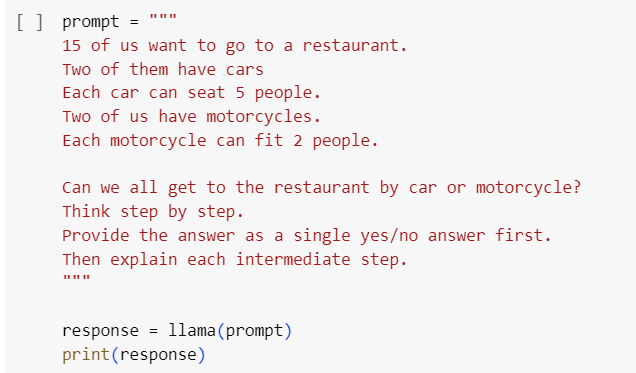 [ ] prompt = """
15 of us want to go to a restaurant.
Two of them have cars
Each car can seat 5 people.
Two of us have motorcycles.
Each motorcycle can fit 2 people.

Can we all get to the restaurant by car or motorcycle?
Think step by step.
Provide the answer as a single yes/no answer first.
Then explain each intermediate step.
"""

response = llama(prompt)
print(response)